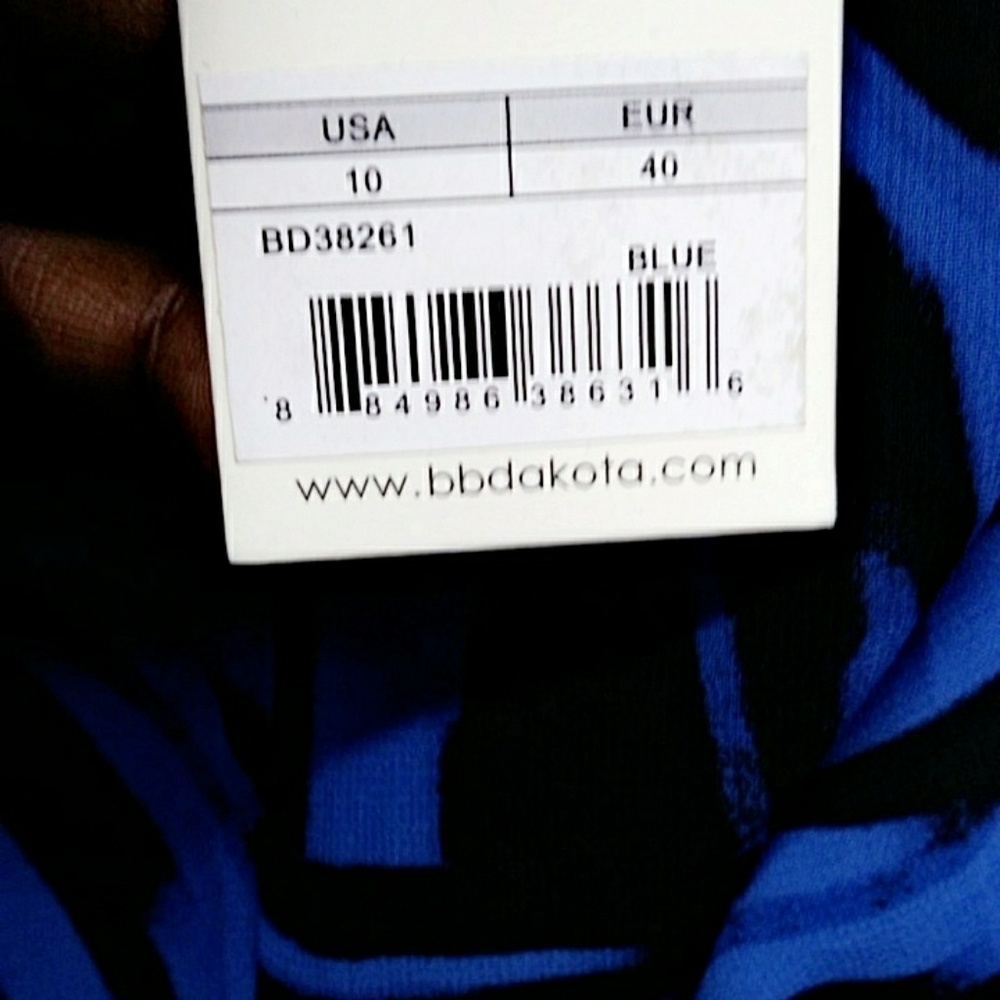 USA EUR
10 40
BD38261
BLUE
8 84986 38631 6
www.bbdakota.com